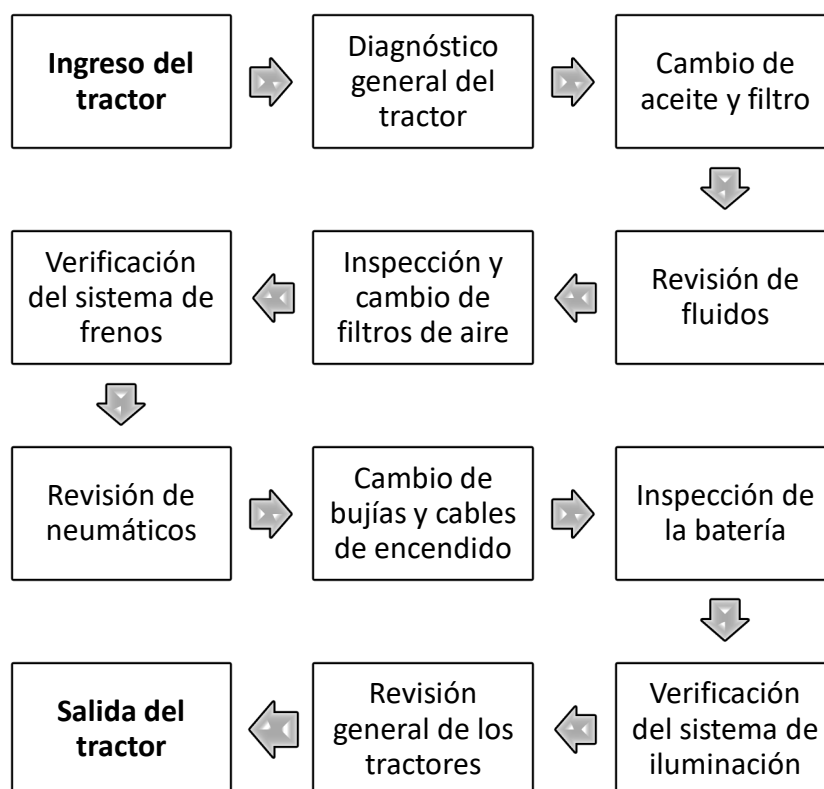 Ingreso del
tractor
Diagnóstico
general del
tractor
Cambio de
aceite y filtro
Revisión de
fluidos
Inspección y
cambio de
filtros de aire
Verificación
del sistema de
frenos
Revisión de
neumáticos
Cambio de
bujías y cables
de encendido
Inspección de
la batería
Verificación
del sistema de
iluminación
Revisión
general de los
tractores
Salida del
tractor